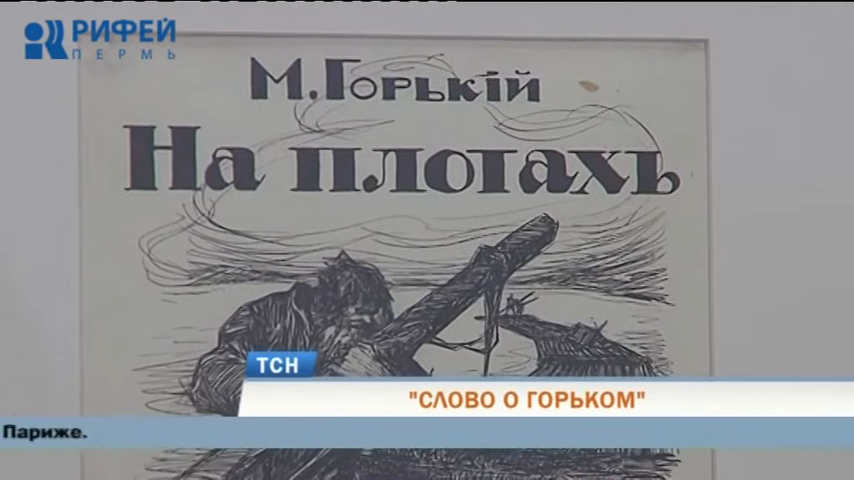 РИФЕЙ
ПЕРМЬ
М. Горькій
На плотахъ
ТСН
"СЛОВО О ГОРЬКОМ"
Париже.